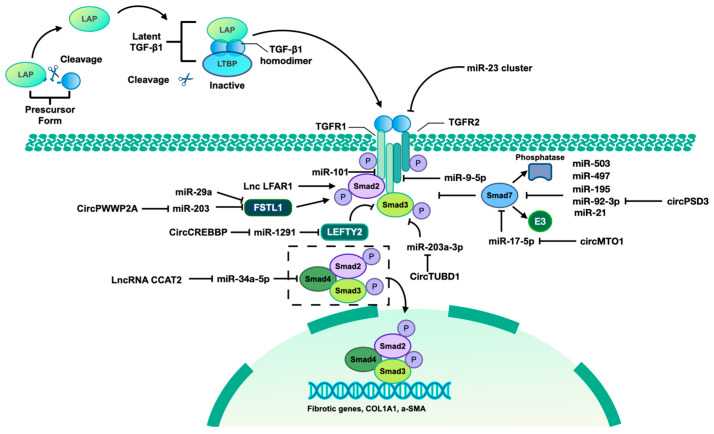 LAP
LAP
Cleavage
LAP
Precursor
Form
Latent
TGF-β1
LAP
TGF-β1
homodimer
LTBP
Cleavage
Inactive
miR-23 cluster
TGFR1
TGFR2
P
P
miR-101
miR-9-5p
Lnc LFAR1
Smad2
P
miR-29a
CircPWWP2A
miR-203
FSTL1
Smad3
P
CircCREBBP
miR-1291
LEFTY2
miR-203a-3p
CircTUBD1
Phosphatase
Smad7
E3
miR-503
miR-497
miR-195
miR-92-3p
circPSD3
miR-21
miR-17-5p
circMTO1
LncRNA CCAT2
miR-34a-5p
P
Smad2
Smad4
P
Smad3
P
Smad2
Smad4
P
Smad3
Fibrotic genes, COL1A1, a-SMA